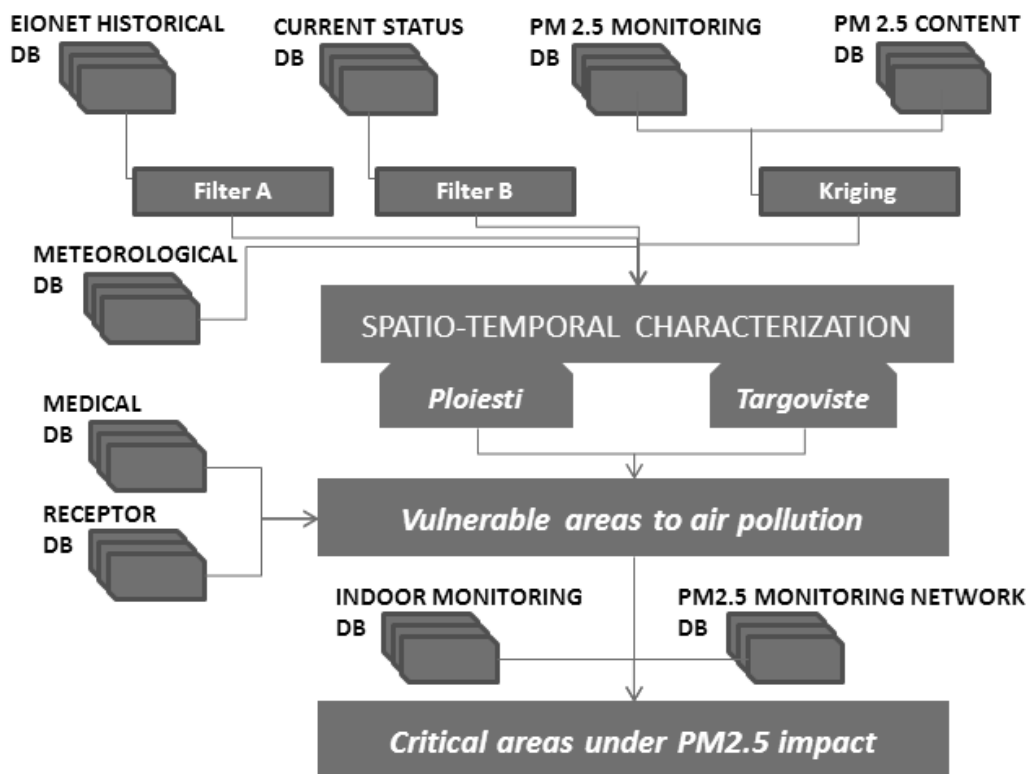 EIONET HISTORICAL
DB
CURRENT STATUS
DB
PM 2.5 MONITORING
DB
PM 2.5 CONTENT
DB
Filter A
Filter B
Kriging
METEOROLOGICAL
DB
SPATIO-TEMPORAL CHARACTERIZATION
Ploiesti
Targoviste
MEDICAL
DB
RECEPTOR
DB
Vulnerable areas to air pollution
INDOOR MONITORING
DB
PM2.5 MONITORING NETWORK
DB
Critical areas under PM2.5 impact